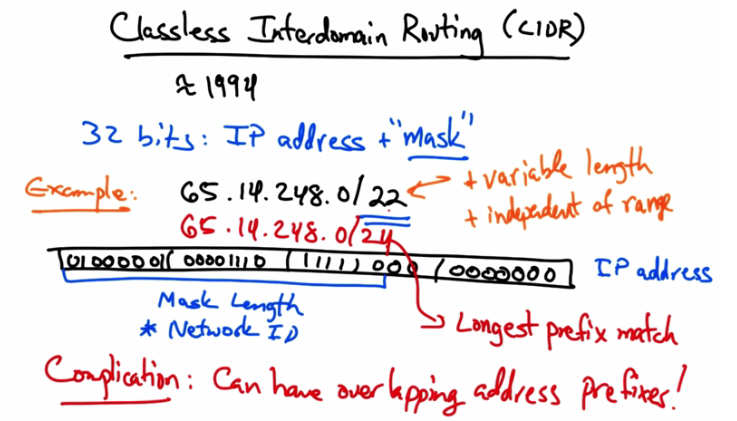 Classless Interdomain Routing (CIDR)
≈ 1994
32 bits: IP address + "mask"
Example: 65.14.248.0/22
+ variable length
+ independent of range
65.14.248.0/24
01000001 00001110 11111000 0000000 IP address
Mask Length
* Network ID
Longest prefix match
Complication: Can have overlapping address prefixes!